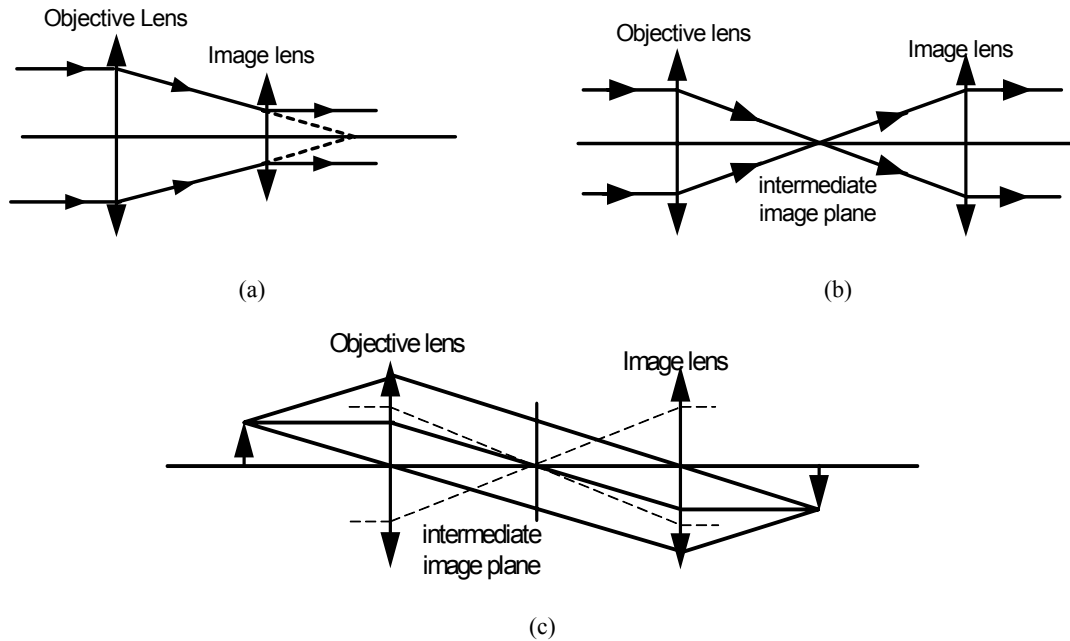 Objective Lens
Image lens
(a)
Objective lens
Image lens
intermediate
image plane
(b)
Objective lens
Image lens
intermediate
image plane
(c)